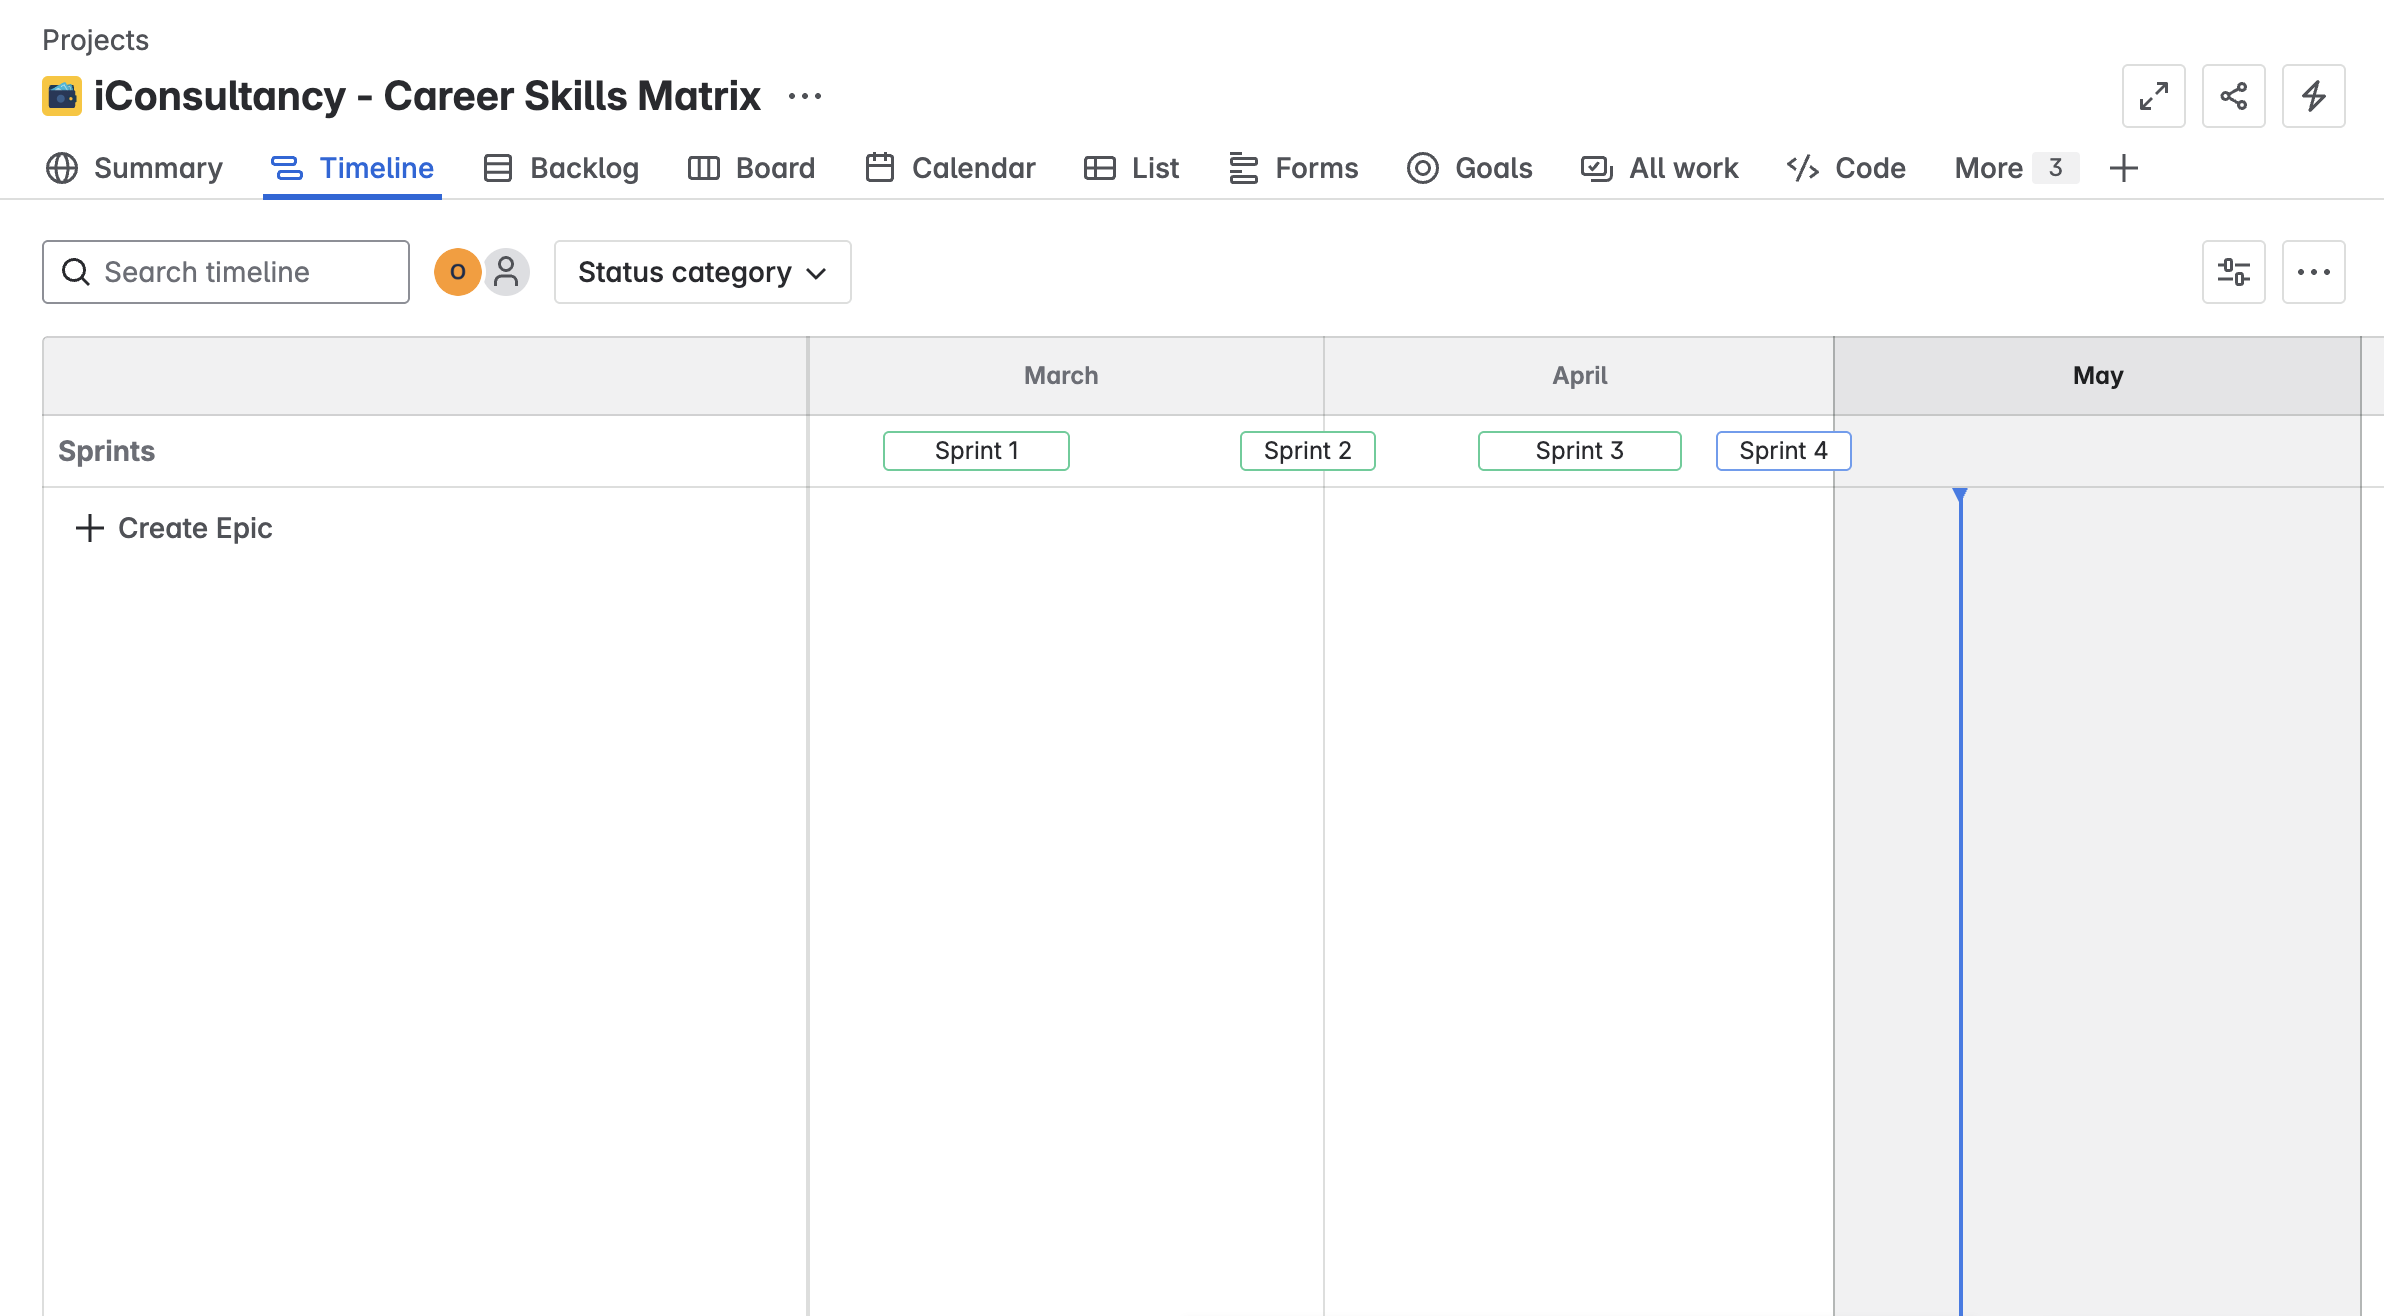 Projects
iConsultancy - Career Skills Matrix
Summary Timeline Backlog Board Calendar List Forms Goals All work Code More 3
Search timeline O Status category
March April May
Sprints Sprint 1 Sprint 2 Sprint 3 Sprint 4
Create Epic